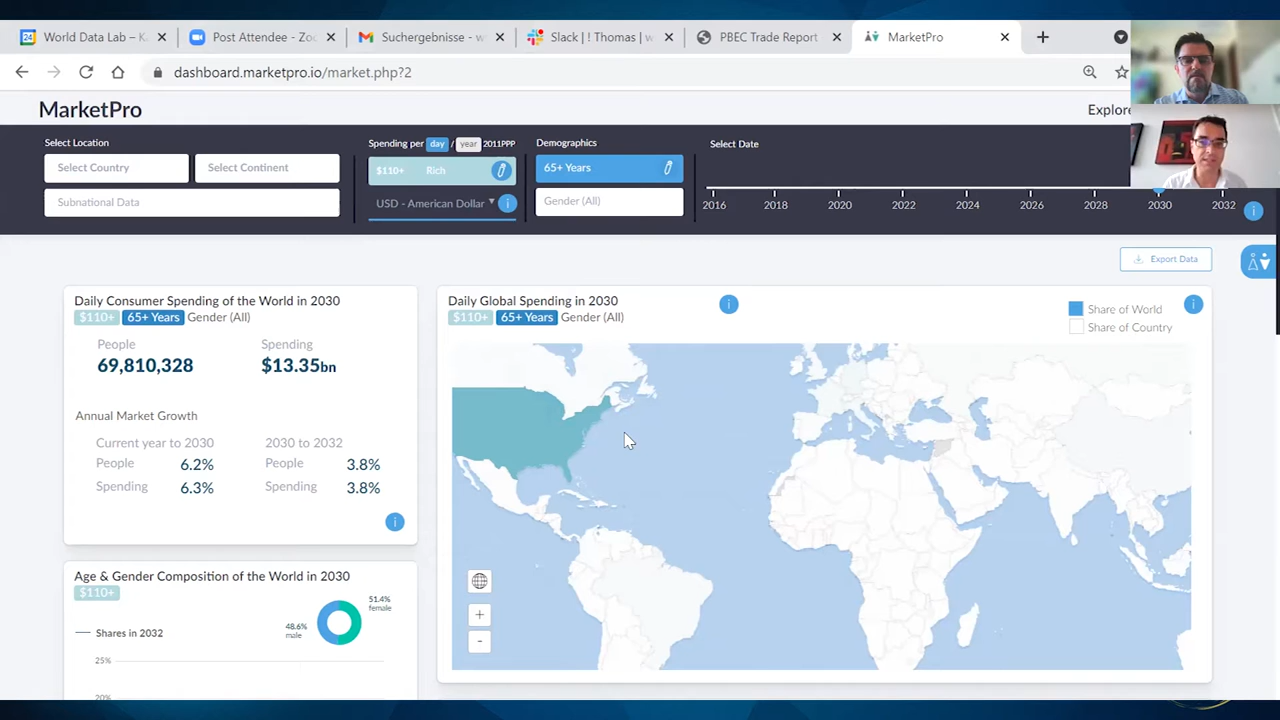 World Data Lab –
Post Attendee - Zoo
Suchergebnisse - w
Slack | ! Thomas | w
PBEC Trade Report
MarketPro
dashboard.marketpro.io/market.php?2
MarketPro
Explore
Select Location
Spending per day / year 2011PPP
Demographics
Select Date
Select Country
Select Continent
$110+ Rich
65+ Years
Subnational Data
USD - American Dollar
Gender (All)
2016 2018 2020 2022 2024 2026 2028 2030 2032
Export Data
Daily Consumer Spending of the World in 2030
$110+ 65+ Years Gender (All)
People
Spending
69,810,328
$13.35bn
Annual Market Growth
Current year to 2030
2030 to 2032
People 6.2%
People 3.8%
Spending 6.3%
Spending 3.8%
Daily Global Spending in 2030
$110+ 65+ Years Gender (All)
Share of World
Share of Country
+
-
Age & Gender Composition of the World in 2030
$110+
51.4%
female
48.6%
male
Shares in 2032
25%
20%